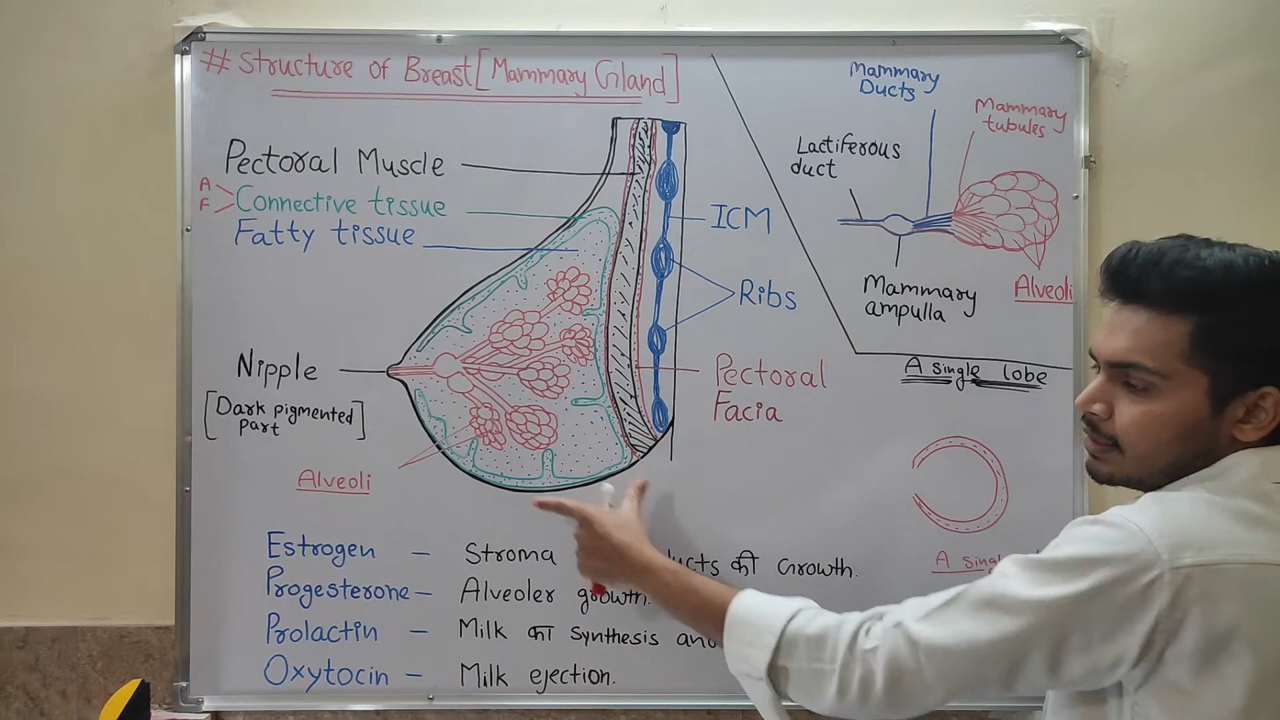 # Structure of Breast [Mammary Gland]
Pectoral Muscle
A
F
Connective tissue
Fatty tissue
Nipple
[Dark pigmented
part]
Alveoli
ICM
Ribs
Pectoral
Facia
Mammary
Ducts
Mammary
tubules
Lactiferous
duct
Mammary
ampulla
Alveoli
A single lobe
A
Estrogen – Stroma की Growth.
Progesterone – Alveoler growth.
Prolactin – Milk का synthesis and
Oxytocin – Milk ejection.